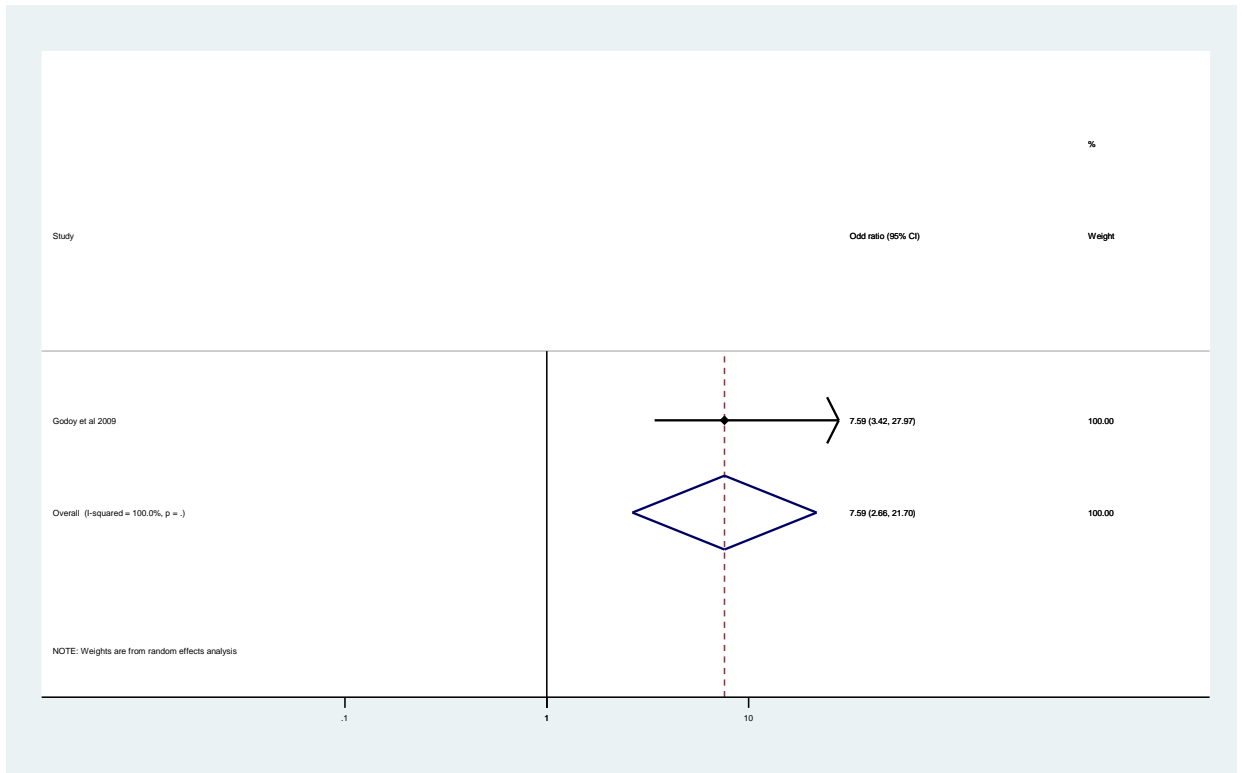 %
Study Odd ratio (95% CI) Weight
Godoy et al 2009 7.59 (3.42, 27.97) 100.00
Overall (I-squared = 100.0%, p = .) 7.59 (2.66, 21.70) 100.00
NOTE: Weights are from random effects analysis
.1 1 10